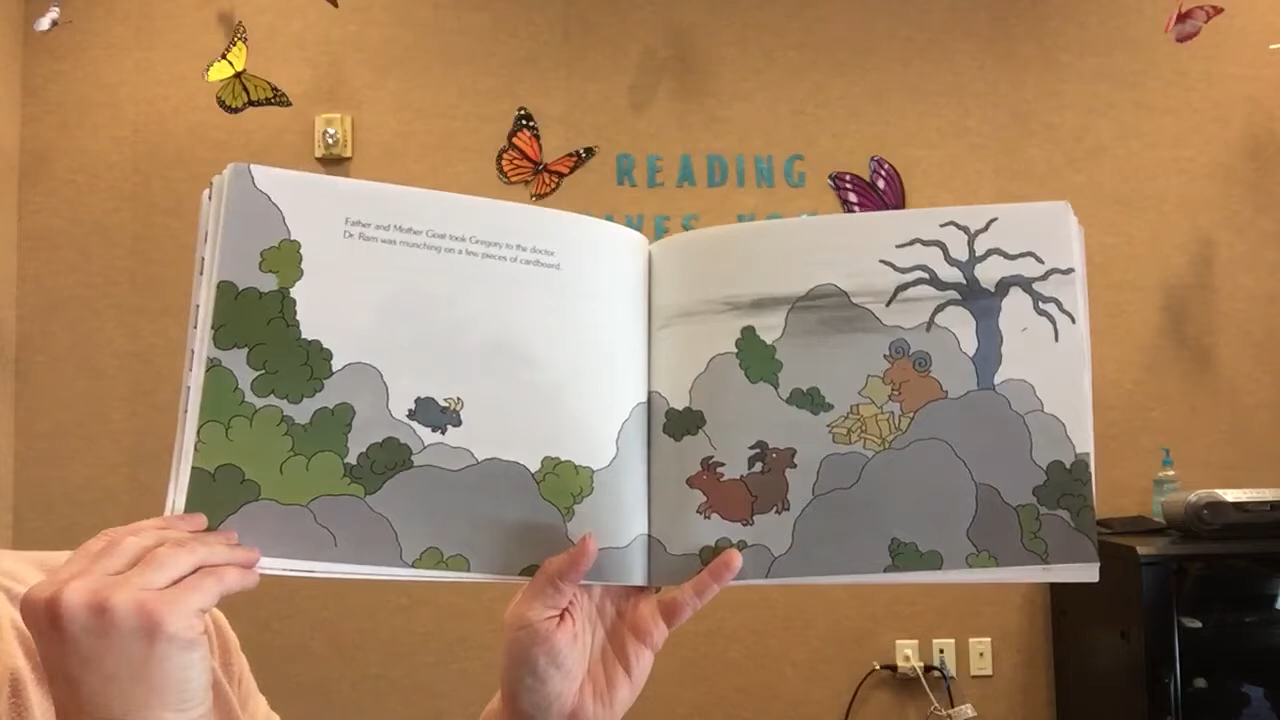 READING
Father and Mother Goat took Gregory to the doctor.
Dr. Ram was munching on a few pieces of cardboard.